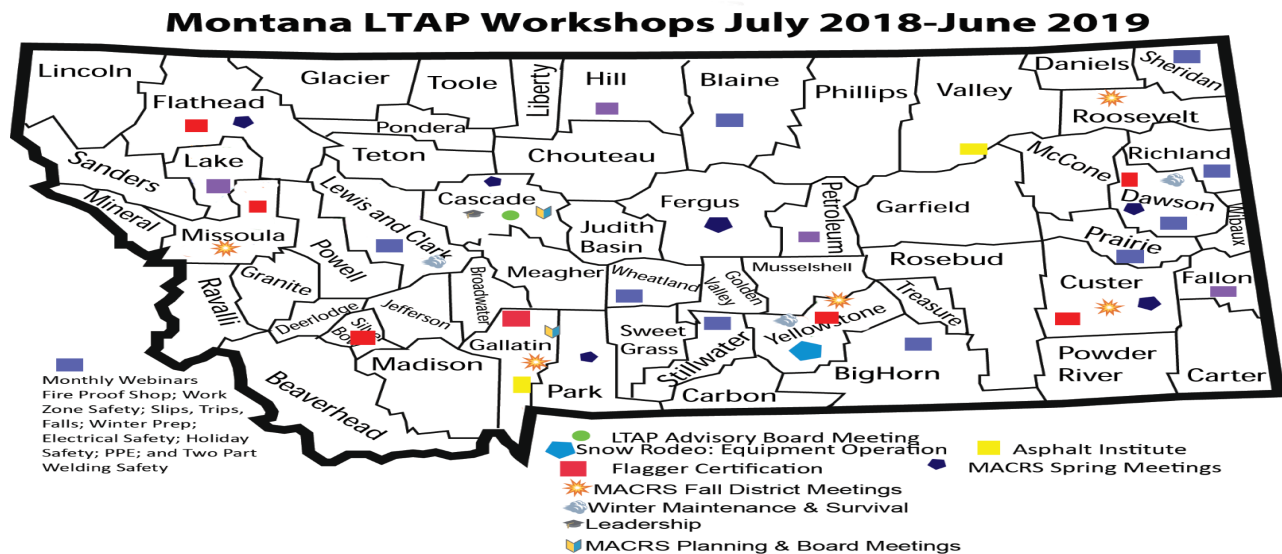 Montana LTAP Workshops July 2018-June 2019
Lincoln
Flathead
Glacier
Toole
Liberty
Hill
Blaine
Phillips
Valley
Daniels
Sheridan
Roosevelt
Pondera
Teton
Chouteau
Sanders
Lake
Mineral
Missoula
Lewis and Clark
Cascade
Judith
Basin
Fergus
Petroleum
Garfield
McCone
Richland
Dawson
Wibaux
Prairie
Powell
Granite
Ravalli
Deerlodge
Silver
Bow
Jefferson
Broadwater
Meagher
Wheatland
Golden
Valley
Musselshell
Rosebud
Treasure
Custer
Fallon
Gallatin
Madison
Beaverhead
Park
Sweet
Grass
Stillwater
Yellowstone
Carbon
BigHorn
Powder
River
Carter
Monthly Webinars
Fire Proof Shop; Work
Zone Safety; Slips, Trips,
Falls; Winter Prep;
Electrical Safety; Holiday
Safety; PPE; and Two Part
Welding Safety
LTAP Advisory Board Meeting
Snow Rodeo: Equipment Operation
Flagger Certification
MACRS Fall District Meetings
Winter Maintenance & Survival
Leadership
MACRS Planning & Board Meetings
Asphalt Institute
MACRS Spring Meetings